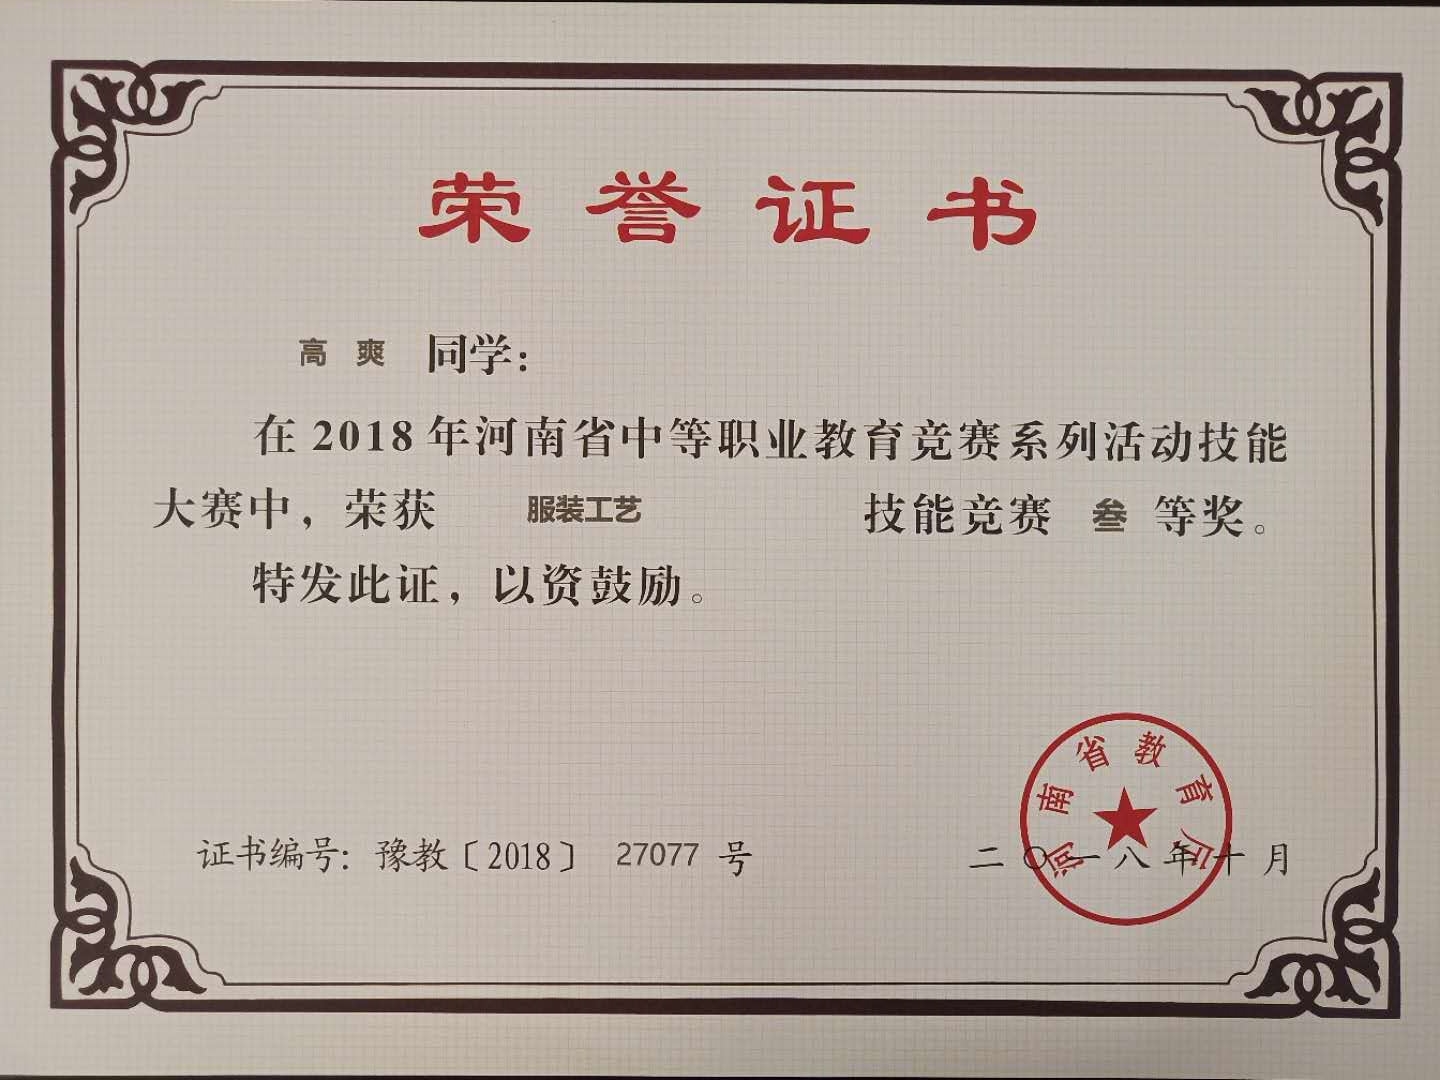 荣誉证书
高 爽 同学：
在2018年河南省中等职业教育竞赛系列活动技能
大赛中，荣获 服装工艺 技能竞赛 叁 等奖。
特发此证，以资鼓励。
河南省教育厅
证书编号：豫教〔2018〕 27077 号
二〇一八年十月